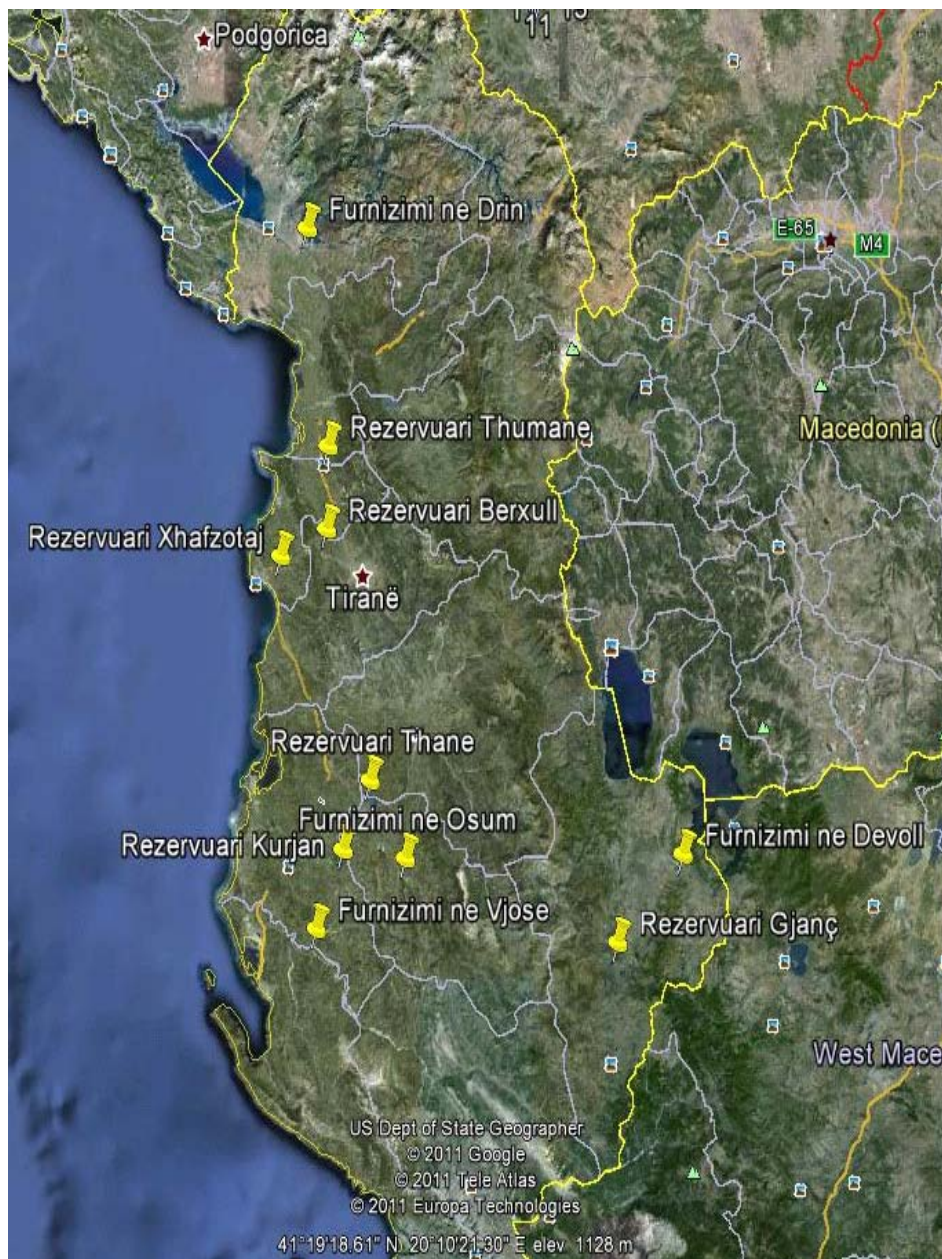 11
Podgorica
Furnizimi ne Drin
E-65
M4
Rezervuari Thumane
Macedonia (
Rezervuari Berxull
Rezervuari Xhafzotaj
Tiranë
Rezervuari Thane
Furnizimi ne Osum
Rezervuari Kurjan
Furnizimi ne Devoll
Furnizimi ne Vjose
Rezervuari Gjanç
West Mace
US Dept of State Geographer
© 2011 Google
© 2011 Tele Atlas
© 2011 Europa Technologies
41°19'18.61" N 20°10'21.30" E elev 1128 m